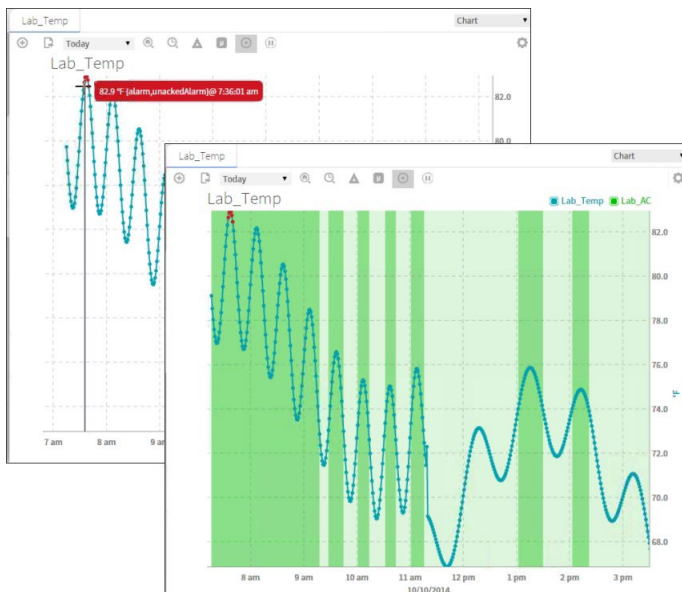 Lab_Temp
Chart
Today
Lab_Temp
82.9 °F {alarm,unackedAlarm}@ 7:36:01 am
82.0
80.0
7 am
8 am
9 am
Lab_Temp
Chart
Today
Lab_Temp
Lab_Temp
Lab_AC
82.0
80.0
78.0
76.0
74.0
72.0
70.0
68.0
°F
8 am
9 am
10 am
11 am
12 pm
1 pm
2 pm
3 pm
10/10/2014